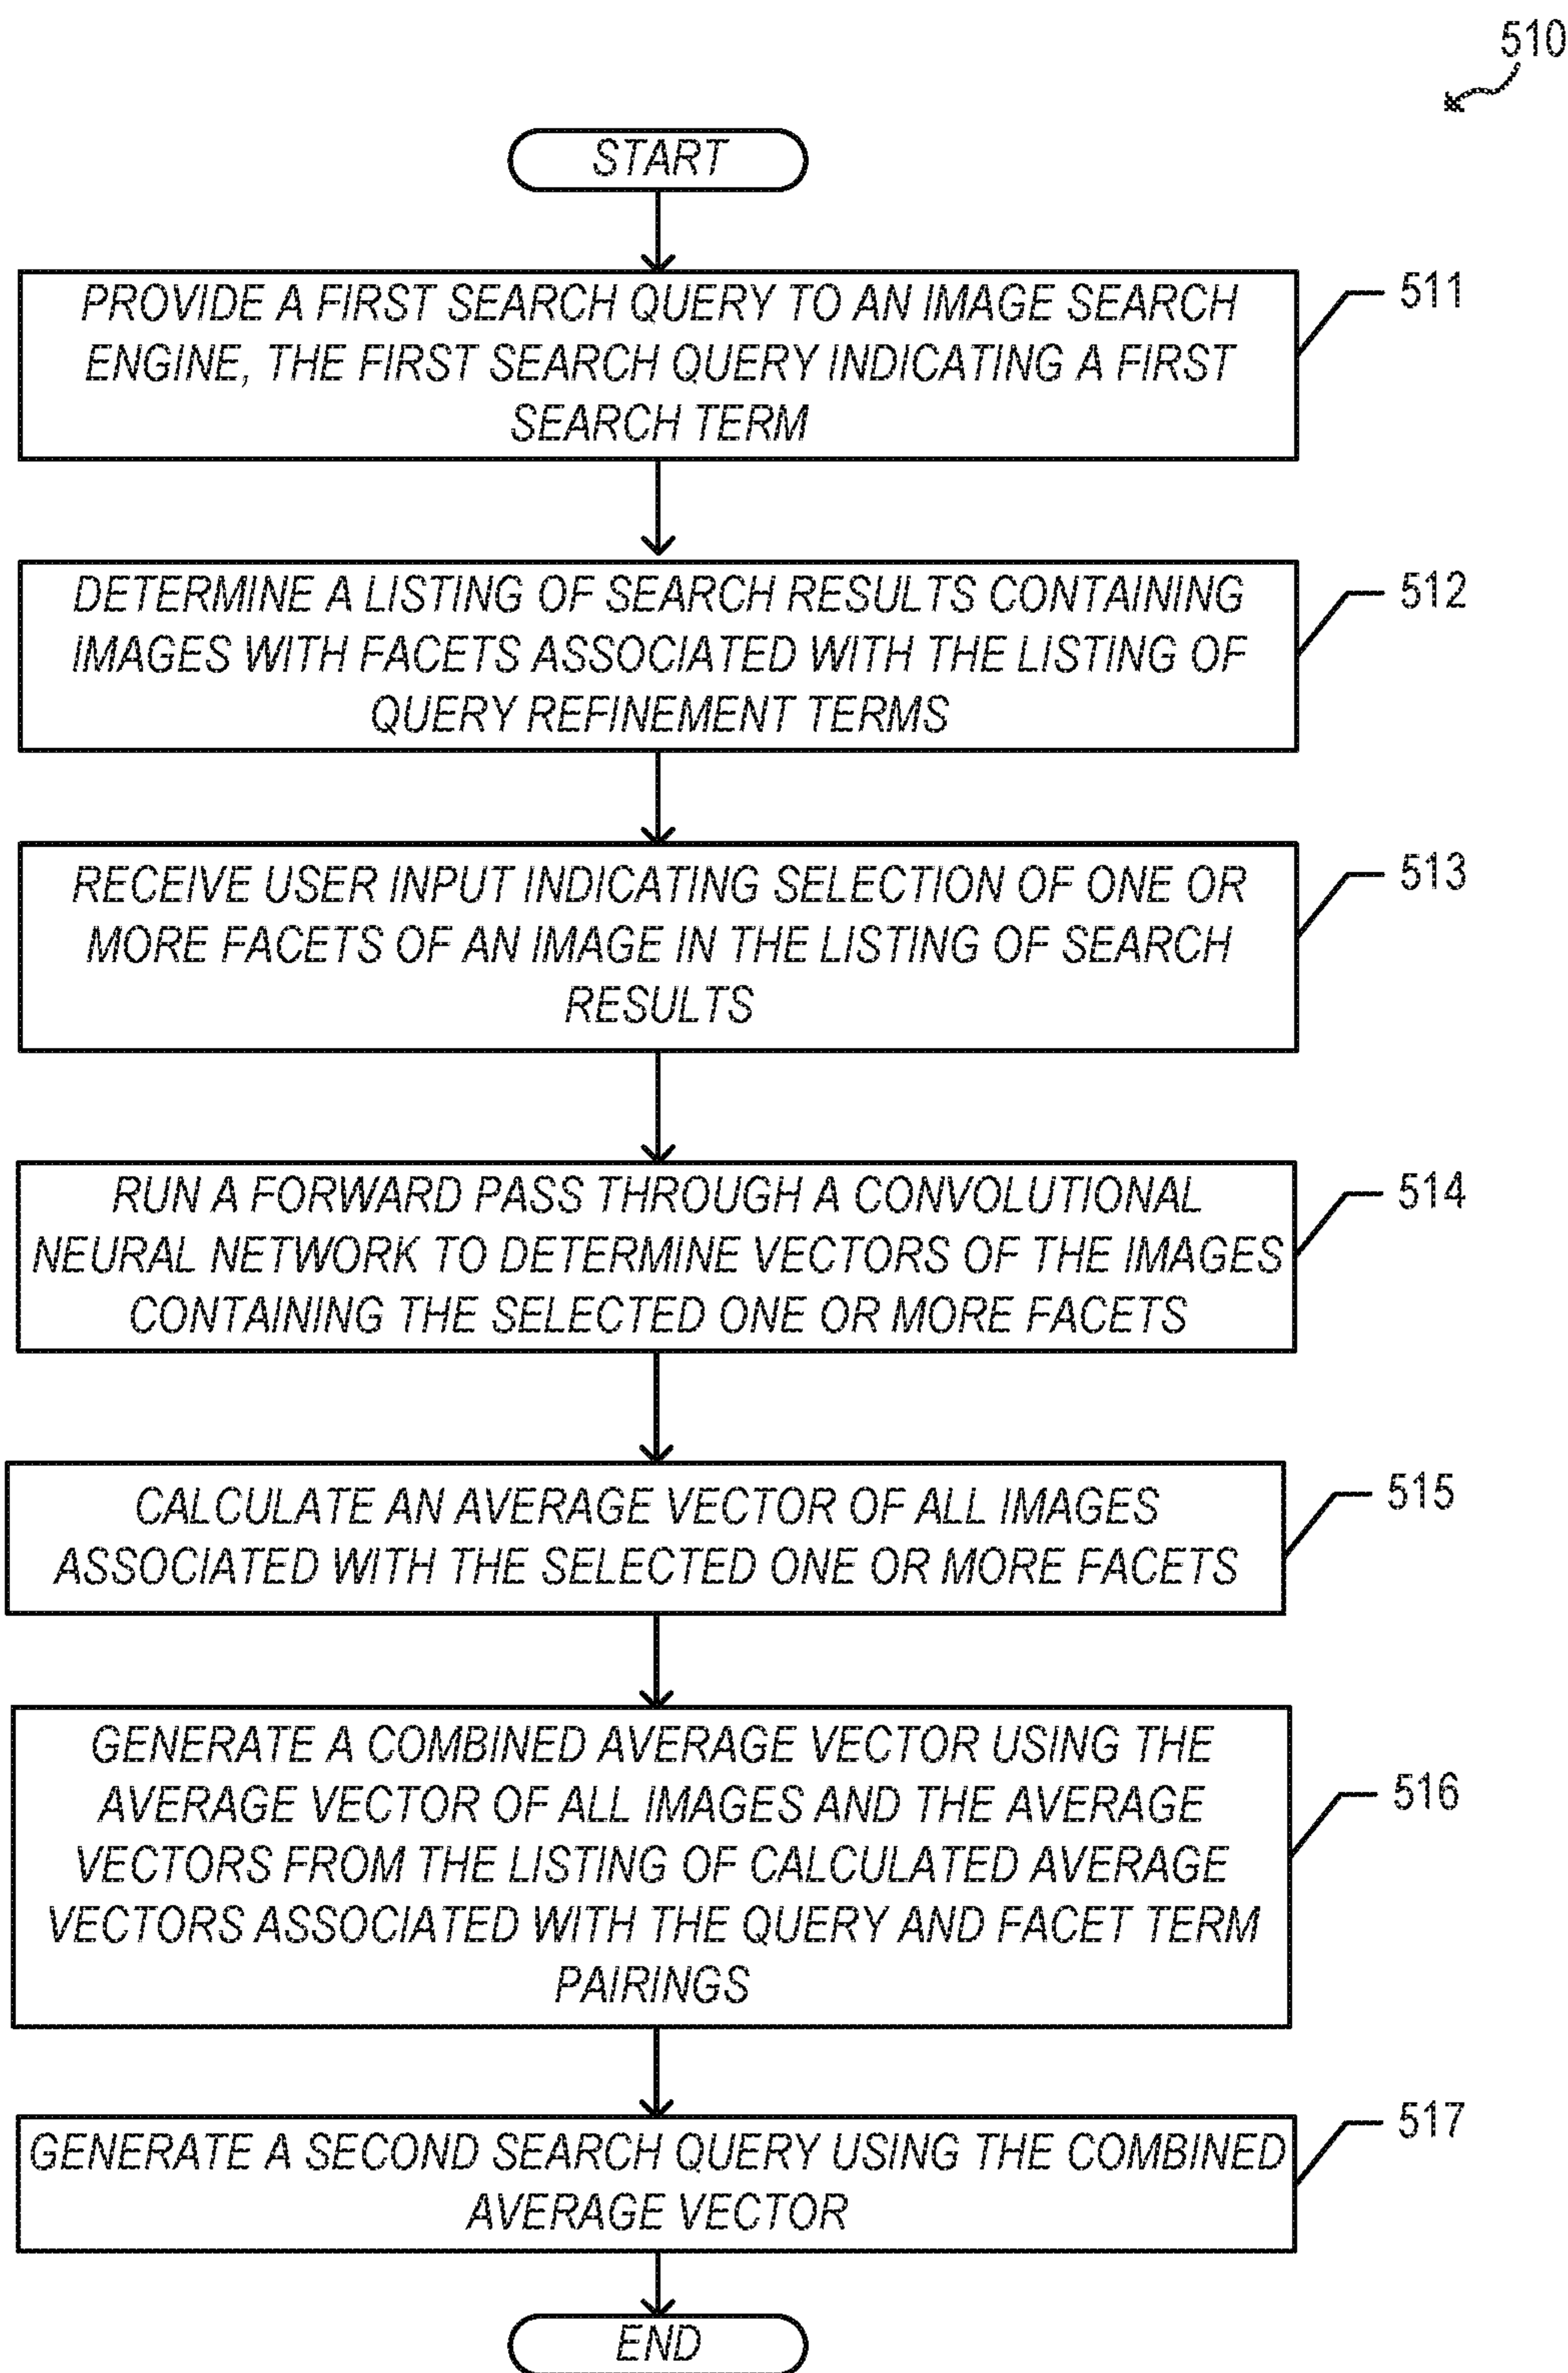 510
START
PROVIDE A FIRST SEARCH QUERY TO AN IMAGE SEARCH
ENGINE, THE FIRST SEARCH QUERY INDICATING A FIRST
SEARCH TERM
511
DETERMINE A LISTING OF SEARCH RESULTS CONTAINING
IMAGES WITH FACETS ASSOCIATED WITH THE LISTING OF
QUERY REFINEMENT TERMS
512
RECEIVE USER INPUT INDICATING SELECTION OF ONE OR
MORE FACETS OF AN IMAGE IN THE LISTING OF SEARCH
RESULTS
513
RUN A FORWARD PASS THROUGH A CONVOLUTIONAL
NEURAL NETWORK TO DETERMINE VECTORS OF THE IMAGES
CONTAINING THE SELECTED ONE OR MORE FACETS
514
CALCULATE AN AVERAGE VECTOR OF ALL IMAGES
ASSOCIATED WITH THE SELECTED ONE OR MORE FACETS
515
GENERATE A COMBINED AVERAGE VECTOR USING THE
AVERAGE VECTOR OF ALL IMAGES AND THE AVERAGE
VECTORS FROM THE LISTING OF CALCULATED AVERAGE
VECTORS ASSOCIATED WITH THE QUERY AND FACET TERM
PAIRINGS
516
GENERATE A SECOND SEARCH QUERY USING THE COMBINED
AVERAGE VECTOR
517
END